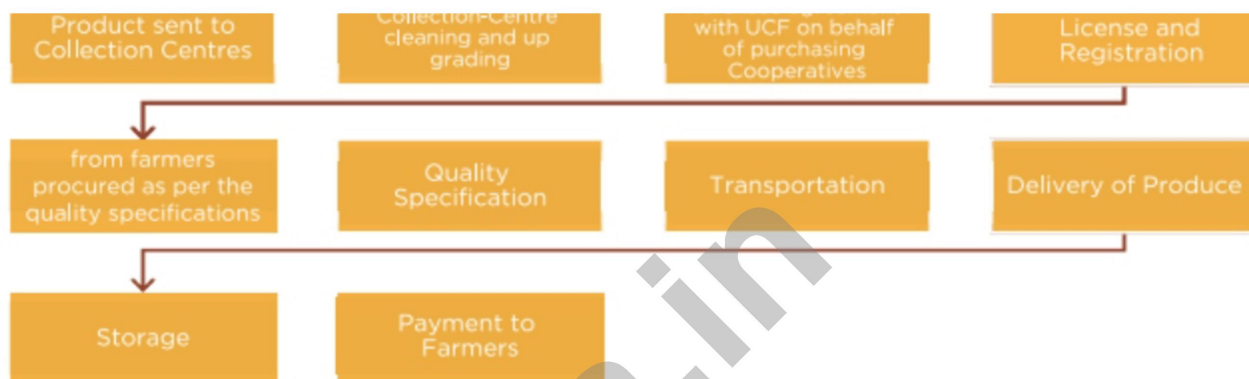 Product sent to
Collection Centres
Collection-Centre
cleaning and up
grading
with UCF on behalf
of purchasing
Cooperatives
License and
Registration
from farmers
procured as per the
quality specifications
Quality
Specification
Transportation
Delivery of Produce
Storage
Payment to
Farmers
.in